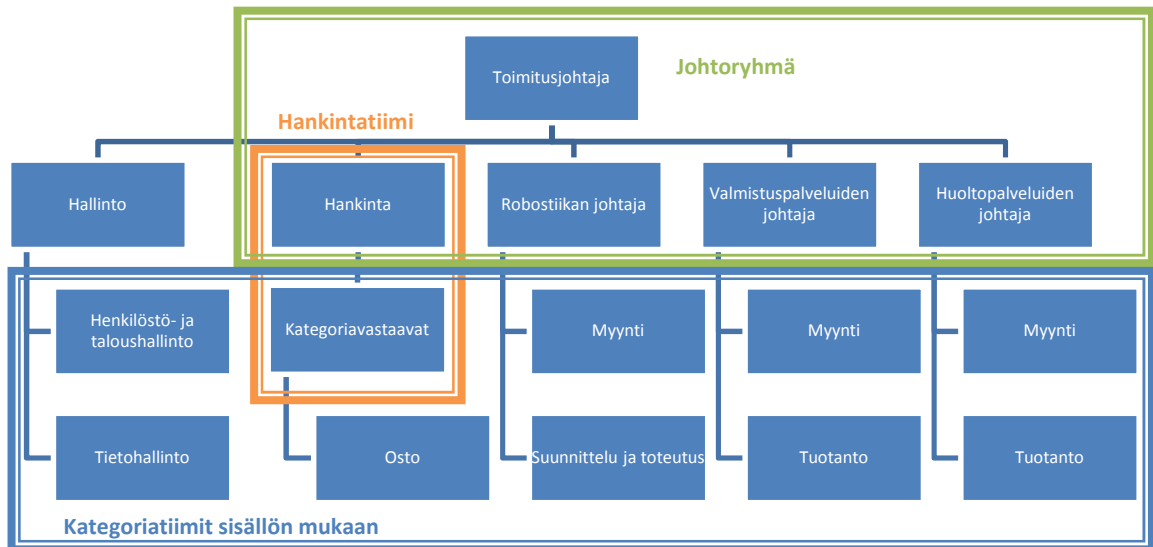 Johtoryhmä
Toimitusjohtaja
Hankintatiimi
Hallinto
Hankinta
Robostiikan johtaja
Valmistuspalveluiden
johtaja
Huoltopalveluiden
johtaja
Henkilöstö- ja
taloushallinto
Kategoriavastaavat
Myynti
Myynti
Myynti
Tietohallinto
Osto
Suunnittelu ja toteutus
Tuotanto
Tuotanto
Kategoriatiimit sisällön mukaan